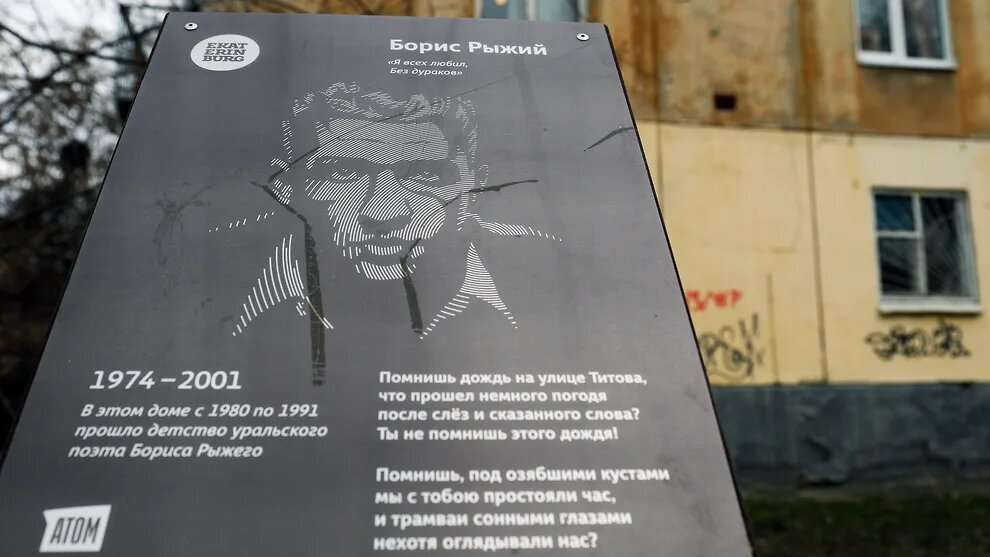 EKAT
ERIN
BURG
Борис Рыжий
«Я всех любил,
Без дураков»
1974–2001
В этом доме с 1980 по 1991
прошло детство уральского
поэта Бориса Рыжего
АТОМ
Помнишь дождь на улице Титова,
что прошел немного погодя
после слёз и сказанного слова?
Ты не помнишь этого дождя!
Помнишь, под озябшими кустами
мы с тобою простояли час,
и трамваи сонными глазами
нехотя оглядывали нас?